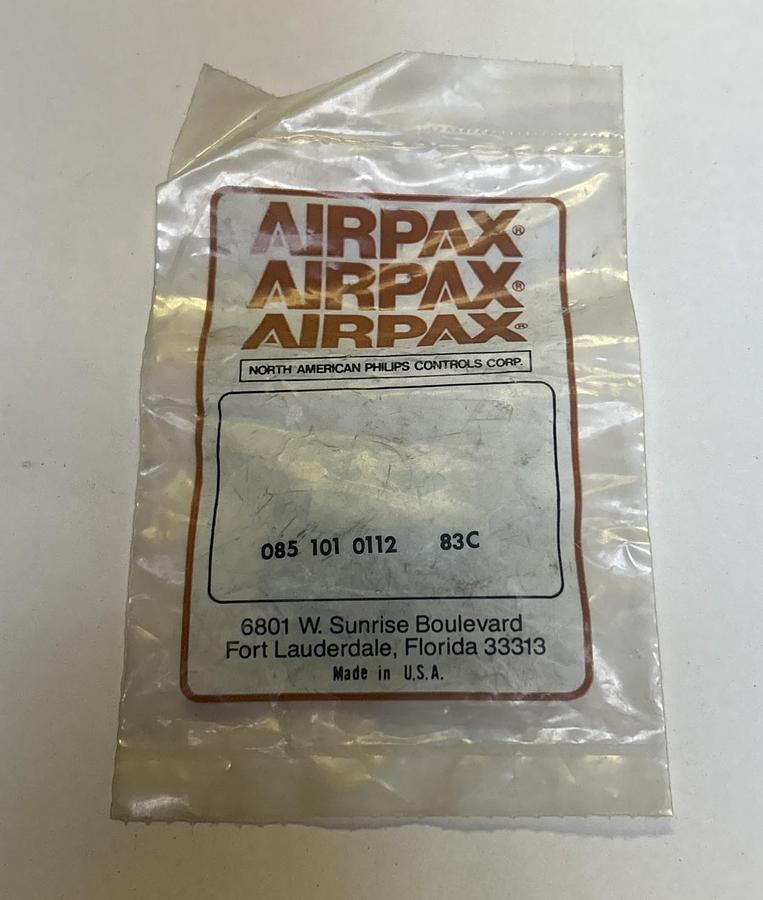 AIRPAX®
AIRPAX®
AIRPAX®
NORTH AMERICAN PHILIPS CONTROLS CORP.
085 101 0112 83C
6801 W. Sunrise Boulevard
Fort Lauderdale, Florida 33313
Made in U.S.A.